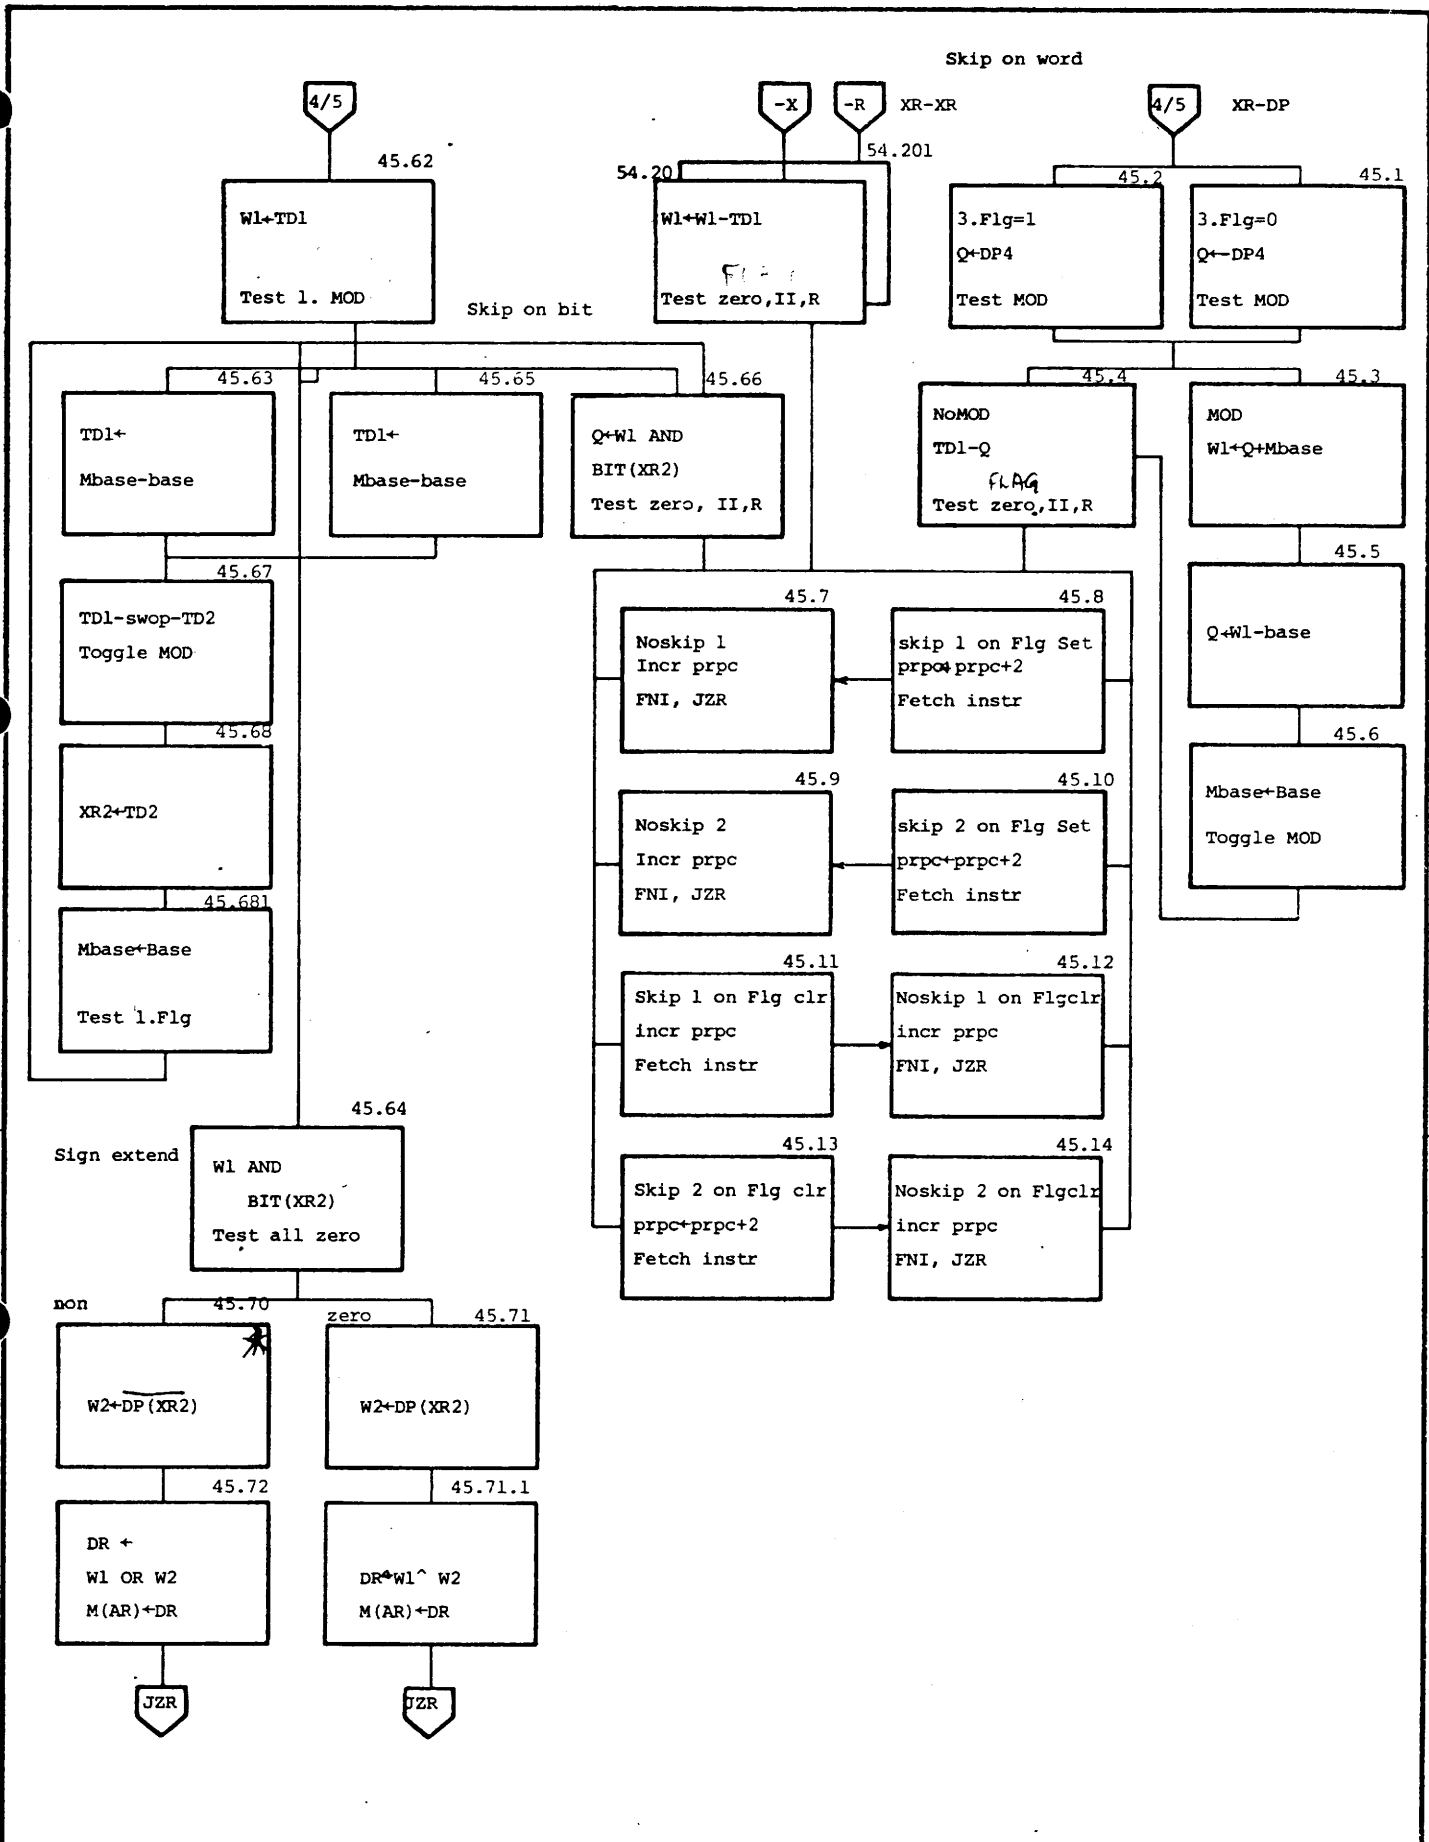 Skip on word
4/5
-X
-R
XR-XR
4/5
XR-DP
45.62
W1←TD1
Test 1. MOD
54.201
54.20
W1←W1-TD1
Test zero,II,R
45.2
3.Flg=1
Q←DP4
Test MOD
45.1
3.Flg=0
Q←DP4
Test MOD
Skip on bit
45.63
TD1←
Mbase-base
45.65
TD1←
Mbase-base
45.66
Q←W1 AND
BIT(XR2)
Test zero, II,R
45.4
NoMOD
TD1-Q
FLAG
Test zero,II,R
45.3
MOD
W1←Q+Mbase
45.5
Q←W1-base
45.6
Mbase←Base
Toggle MOD
45.67
TD1-swop-TD2
Toggle MOD
45.68
XR2←TD2
45.681
Mbase←Base
Test 1.Flg
45.7
Noskip 1
Incr prpc
FNI, JZR
45.8
skip 1 on Flg Set
prpc←prpc+2
Fetch instr
45.9
Noskip 2
Incr prpc
FNI, JZR
45.10
skip 2 on Flg Set
prpc←prpc+2
Fetch instr
45.11
Skip 1 on Flg clr
incr prpc
Fetch instr
45.12
Noskip 1 on Flgclr
incr prpc
FNI, JZR
45.13
Skip 2 on Flg clr
prpc←prpc+2
Fetch instr
45.14
Noskip 2 on Flgclr
incr prpc
FNI, JZR
45.64
Sign extend
W1 AND
BIT(XR2)
Test all zero
non
45.70
W2←DP(XR2)
zero
45.71
W2←DP(XR2)
45.72
DR ←
W1 OR W2
M(AR)←DR
45.71.1
DR←W1^ W2
M(AR)←DR
JZR
JZR